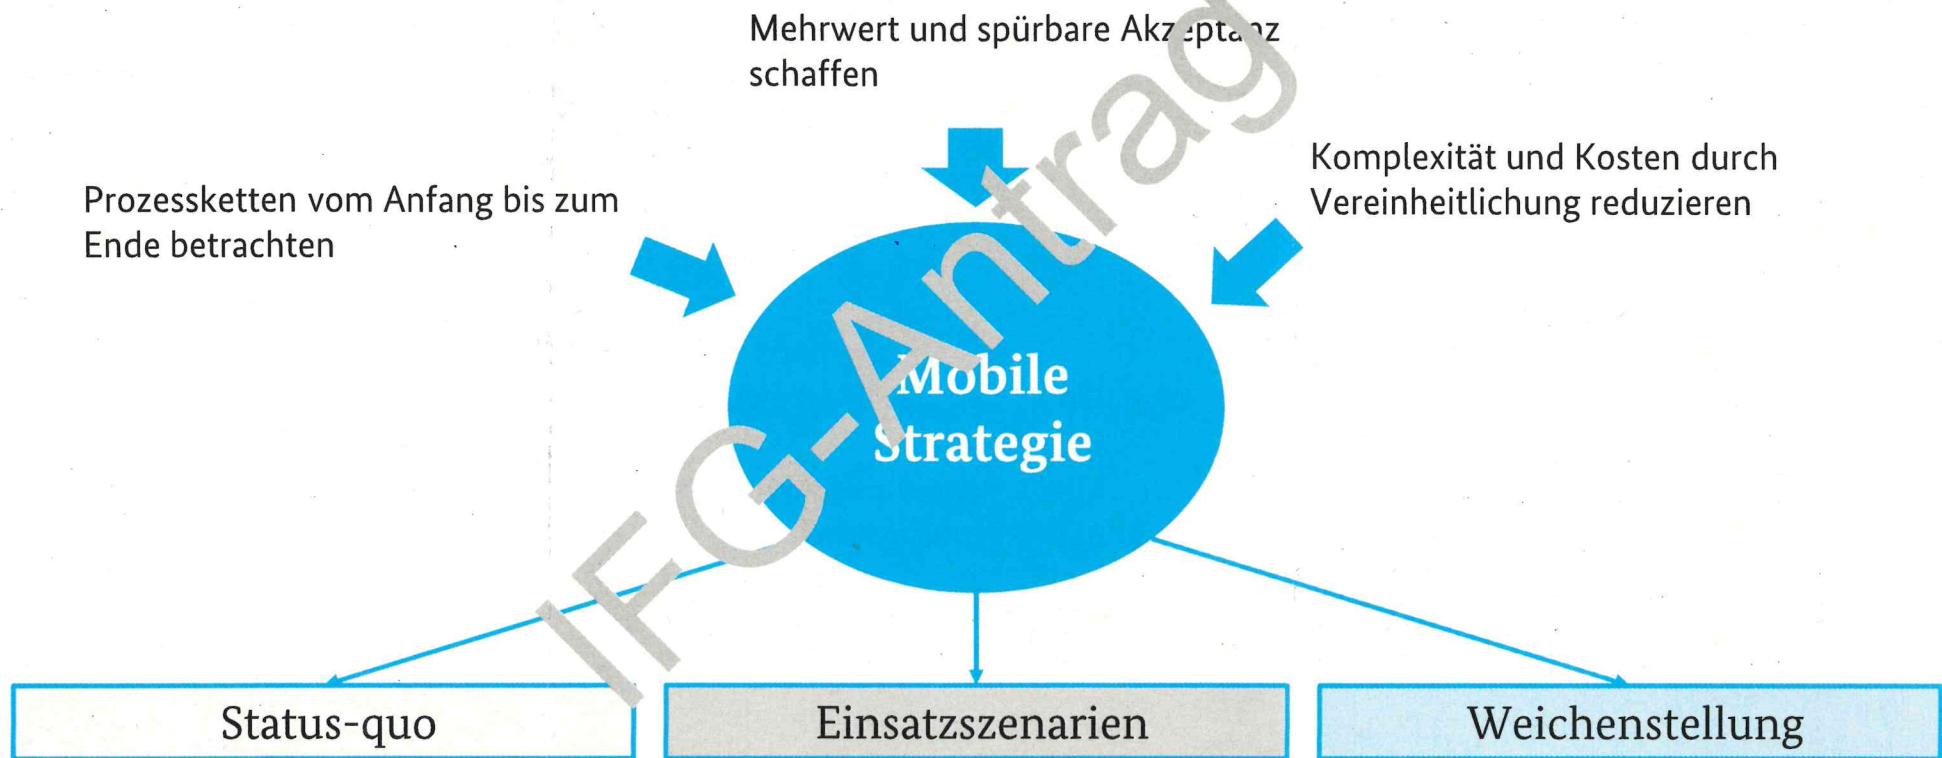 Mehrwert und spürbare Akzeptanz
schaffen
Prozessketten vom Anfang bis zum
Ende betrachten
Komplexität und Kosten durch
Vereinheitlichung reduzieren
Mobile
Strategie
IFG-Antrag
Status-quo
Einsatzszenarien
Weichenstellung